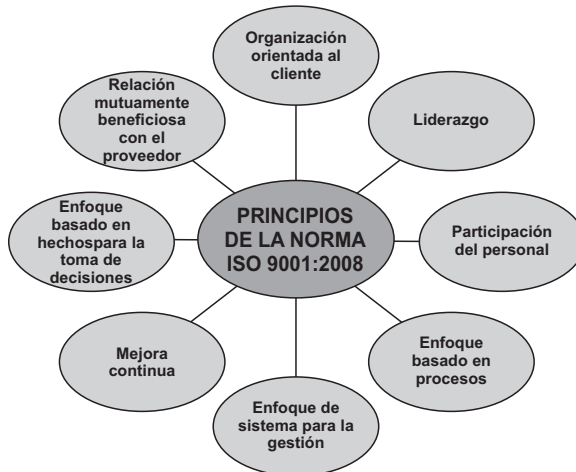 Organización
orientada al
cliente
Relación
mutuamente
beneficiosa
con el
proveedor
Liderazgo
Enfoque
basado en
hechospara la
toma de
decisiones
PRINCIPIOS
DE LA NORMA
ISO 9001:2008
Participación
del personal
Mejora
continua
Enfoque
basado en
procesos
Enfoque de
sistema para la
gestión